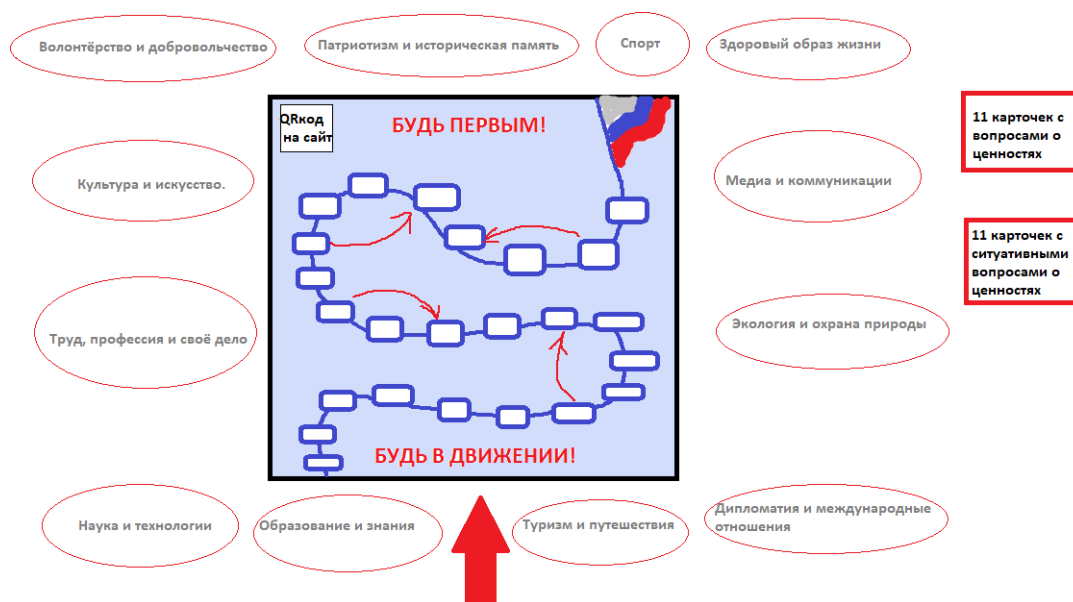 Волонтёрство и добровольчество
Патриотизм и историческая память
Спорт
Здоровый образ жизни
QRкод
на сайт
БУДЬ ПЕРВЫМ!
11 карточек с
вопросами о
ценностях
Культура и искусство.
Медиа и коммуникации
11 карточек с
ситуативными
вопросами о
ценностях
Труд, профессия и своё дело
Экология и охрана природы
БУДЬ В ДВИЖЕНИИ!
Наука и технологии
Образование и знания
Туризм и путешествия
Дипломатия и международные
отношения